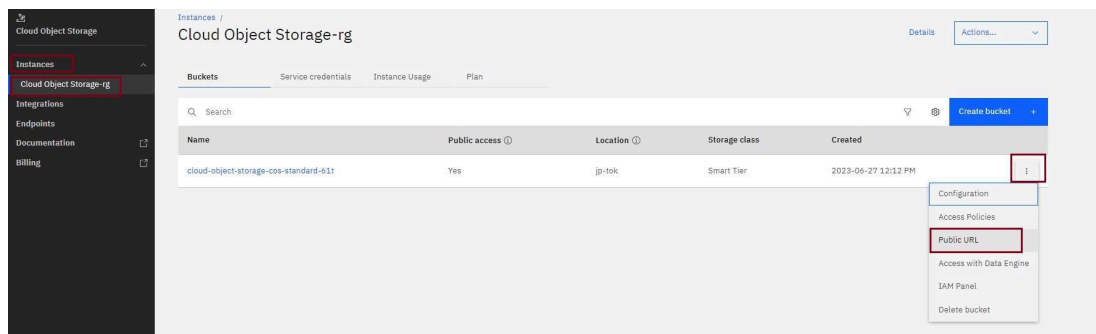 Cloud Object Storage
Instances
Cloud Object Storage-rg
Integrations
Endpoints
Documentation
Billing
Instances /
Cloud Object Storage-rg
Details
Actions...
Buckets Service credentials Instance Usage Plan
Search
Create bucket +
Name Public access Location Storage class Created
cloud-object-storage-cos-standard-61t Yes jp-tok Smart Tier 2023-06-27 12:12 PM
Configuration
Access Policies
Public URL
Access with Data Engine
IAM Panel
Delete bucket